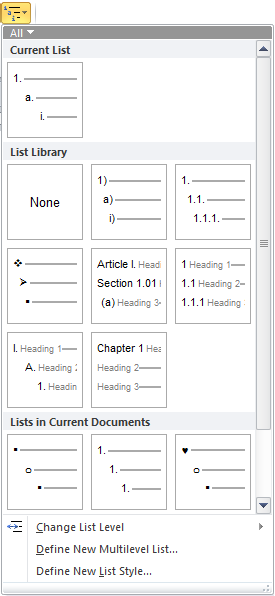 All
Current List
1.
a.
i.
List Library
None
1)
a)
i)
1.
1.1.
1.1.1.
Article I. Headi
Section 1.01 H
(a) Heading 3
1 Heading 1
1.1 Heading 2
1.1.1 Heading 3
I. Heading 1
A. Heading 2
1. Headin
Chapter 1 Head
Heading 2
Heading 3
Lists in Current Documents
1.
1.
1.
Change List Level
Define New Multilevel List...
Define New List Style...